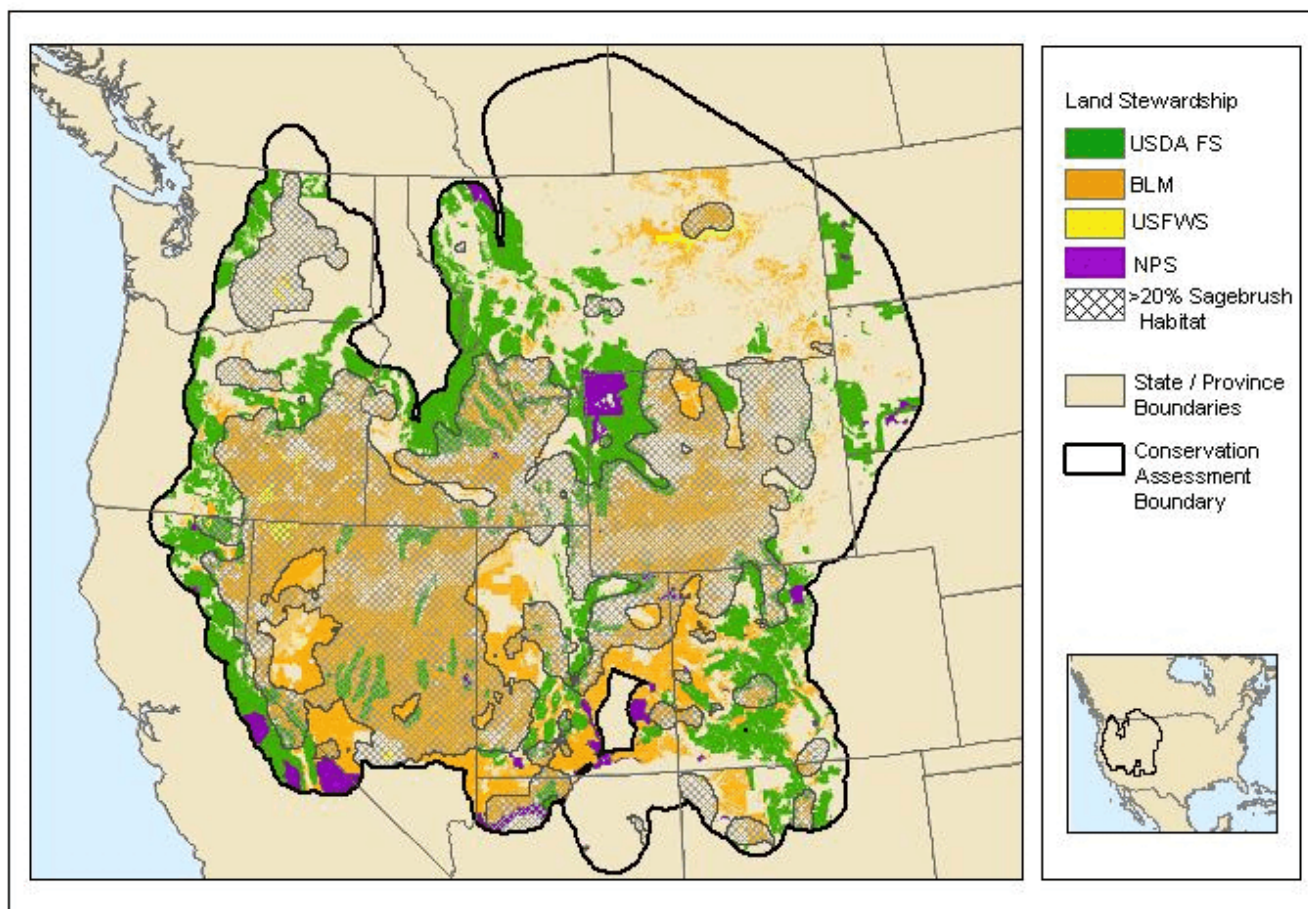 Land Stewardship
USDA FS
BLM
USFWS
NPS
>20% Sagebrush
Habitat
State / Province
Boundaries
Conservation
Assessment
Boundary